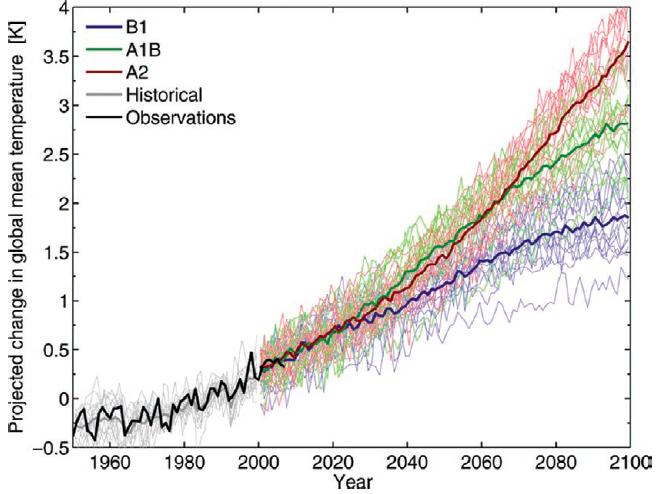 Projected change in global mean temperature [K]
4
3.5
3
2.5
2
1.5
1
0.5
0
−0.5
B1
A1B
A2
Historical
Observations
1960
1980
2000
2020
2040
2060
2080
2100
Year